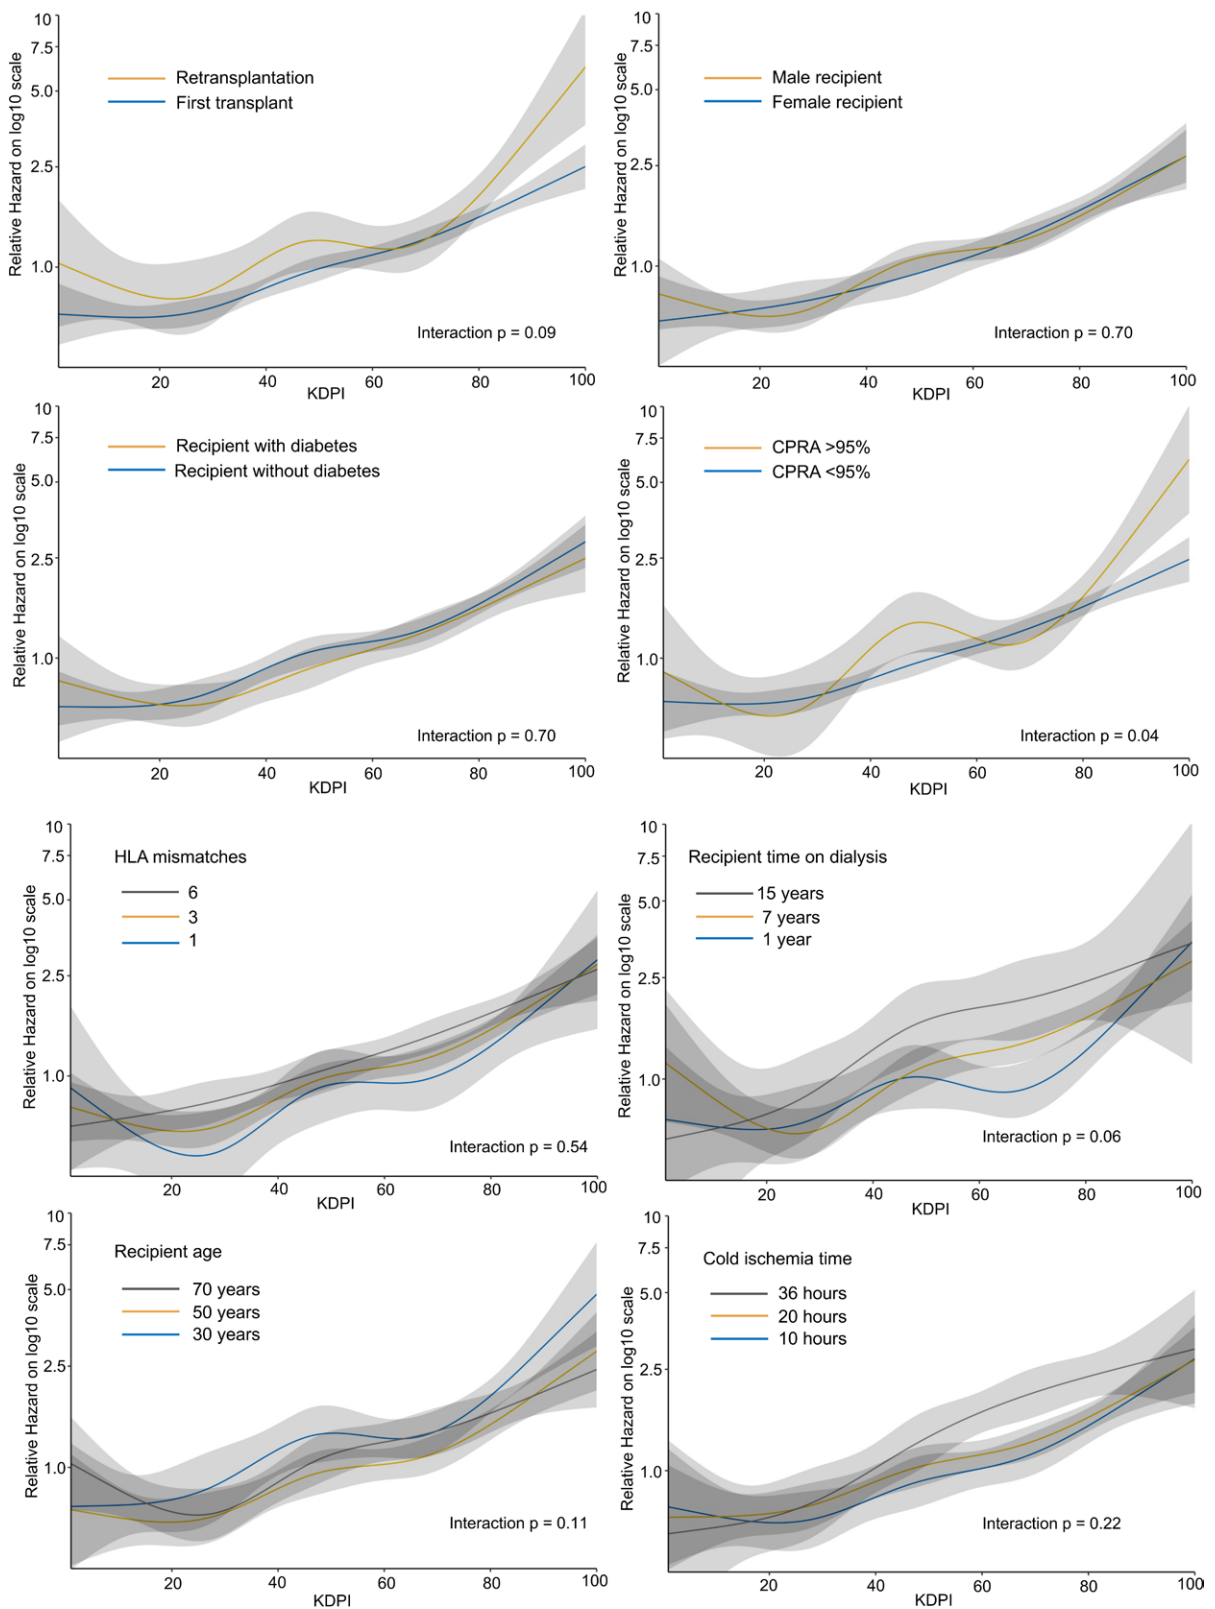 10
7.5
5.0
2.5
1.0
Relative Hazard on log10 scale
Retransplantation
First transplant
Interaction p = 0.09
20
40
60
80
100
KDPI
10
7.5
5.0
2.5
1.0
Relative Hazard on log10 scale
Male recipient
Female recipient
Interaction p = 0.70
20
40
60
80
100
KDPI
10
7.5
5.0
2.5
1.0
Relative Hazard on log10 scale
Recipient with diabetes
Recipient without diabetes
Interaction p = 0.70
20
40
60
80
100
KDPI
10
7.5
5.0
2.5
1.0
Relative Hazard on log10 scale
CPRA >95%
CPRA <95%
Interaction p = 0.04
20
40
60
80
100
KDPI
10
7.5
5.0
2.5
1.0
Relative Hazard on log10 scale
HLA mismatches
6
3
1
Interaction p = 0.54
20
40
60
80
100
KDPI
10
7.5
5.0
2.5
1.0
Relative Hazard on log10 scale
Recipient time on dialysis
15 years
7 years
1 year
Interaction p = 0.06
20
40
60
80
100
KDPI
10
7.5
5.0
2.5
1.0
Relative Hazard on log10 scale
Recipient age
70 years
50 years
30 years
Interaction p = 0.11
20
40
60
80
100
KDPI
10
7.5
5.0
2.5
1.0
Relative Hazard on log10 scale
Cold ischemia time
36 hours
20 hours
10 hours
Interaction p = 0.22
20
40
60
80
100
KDPI